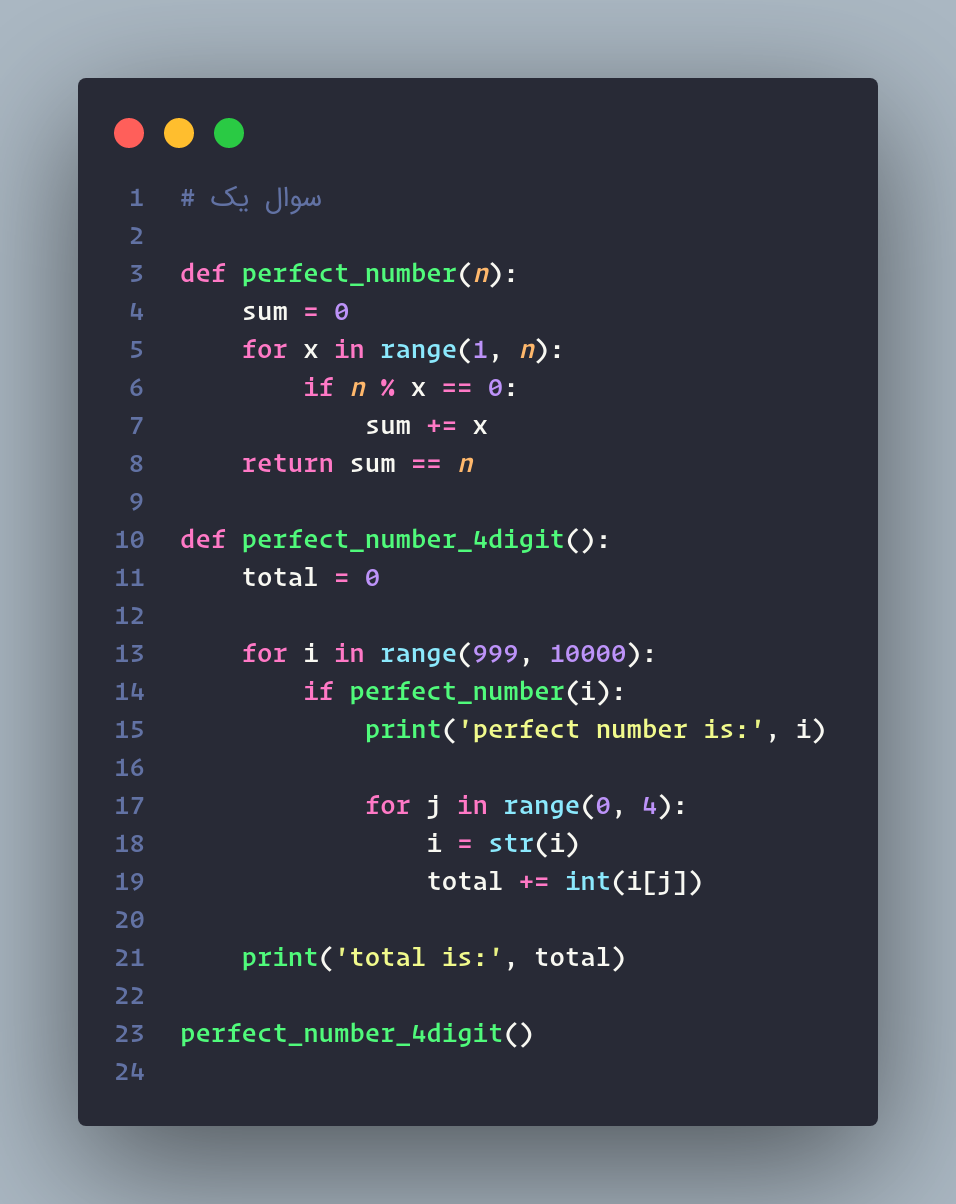 1 # سوال یک
2
3 def perfect_number(n):
4     sum = 0
5     for x in range(1, n):
6         if n % x == 0:
7             sum += x
8     return sum == n
9
10 def perfect_number_4digit():
11     total = 0
12
13     for i in range(999, 10000):
14         if perfect_number(i):
15             print('perfect number is:', i)
16
17             for j in range(0, 4):
18                 i = str(i)
19                 total += int(i[j])
20
21     print('total is:', total)
22
23 perfect_number_4digit()
24